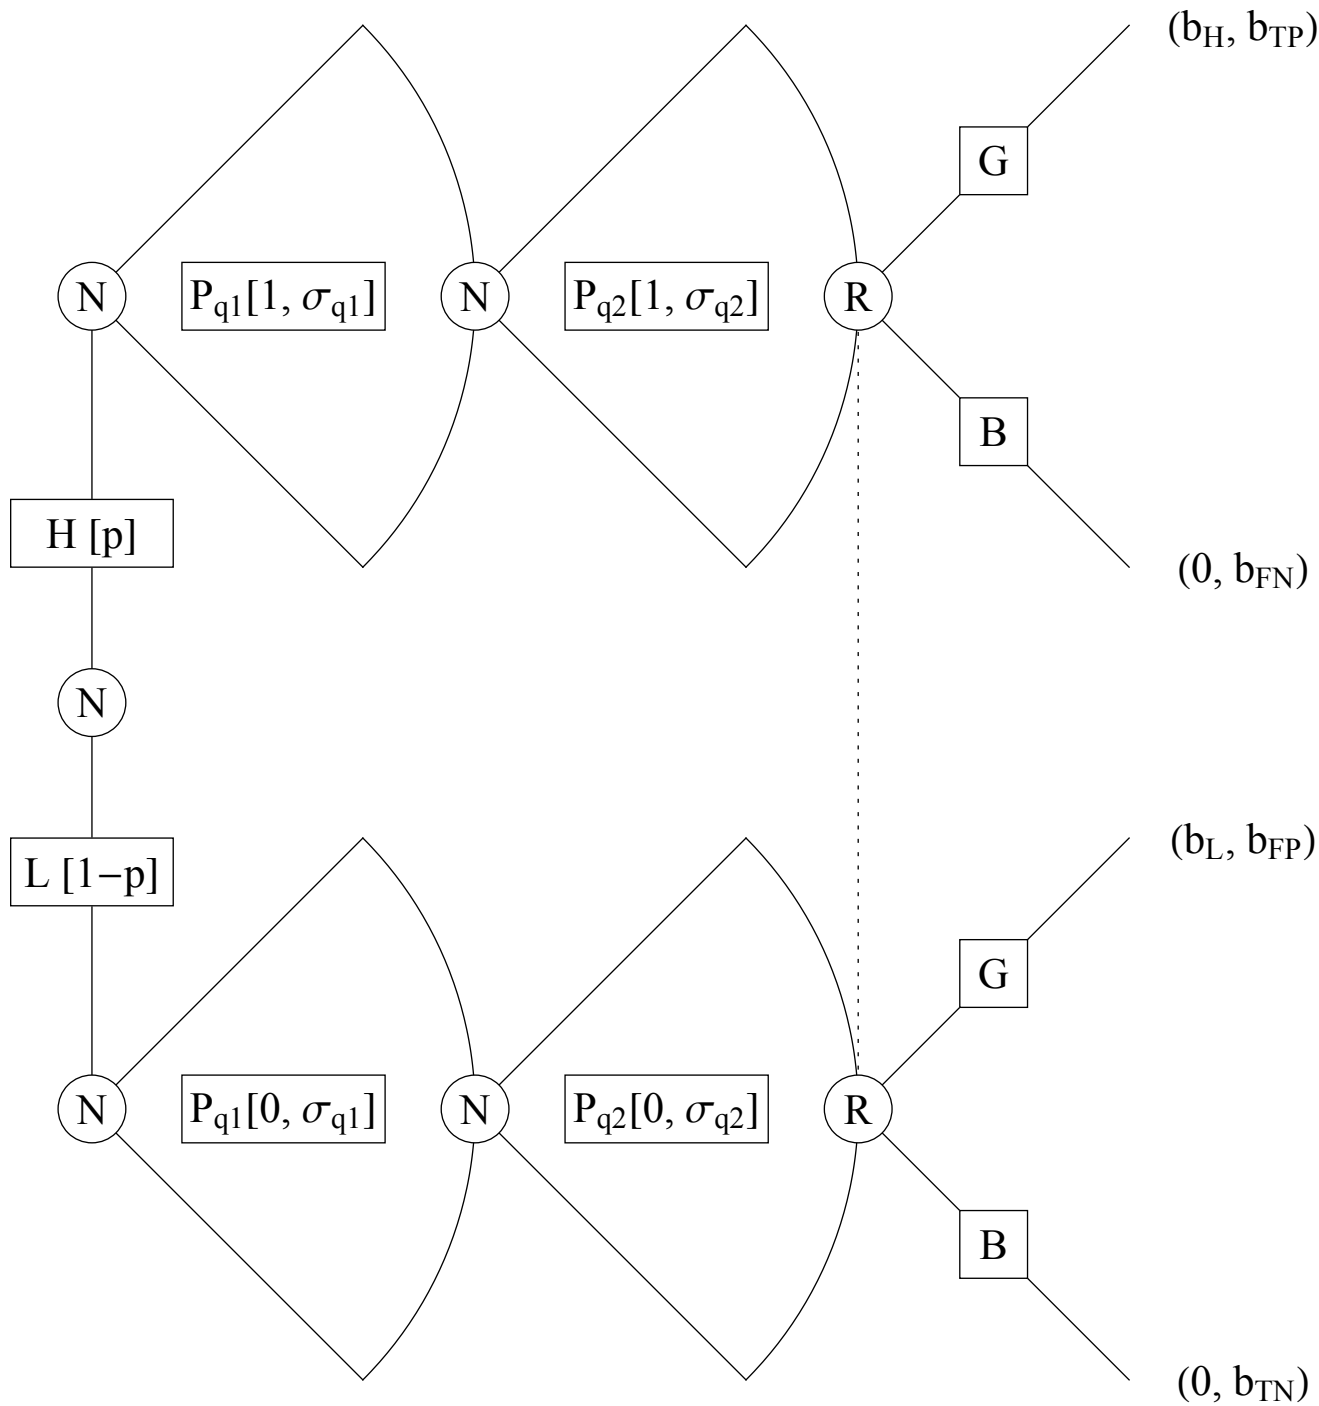 (b_H, b_TP)
G
N P_q1[1, σ_q1] N P_q2[1, σ_q2] R
B
H [p]
(0, b_FN)
N
(b_L, b_FP)
L [1−p]
G
N P_q1[0, σ_q1] N P_q2[0, σ_q2] R
B
(0, b_TN)